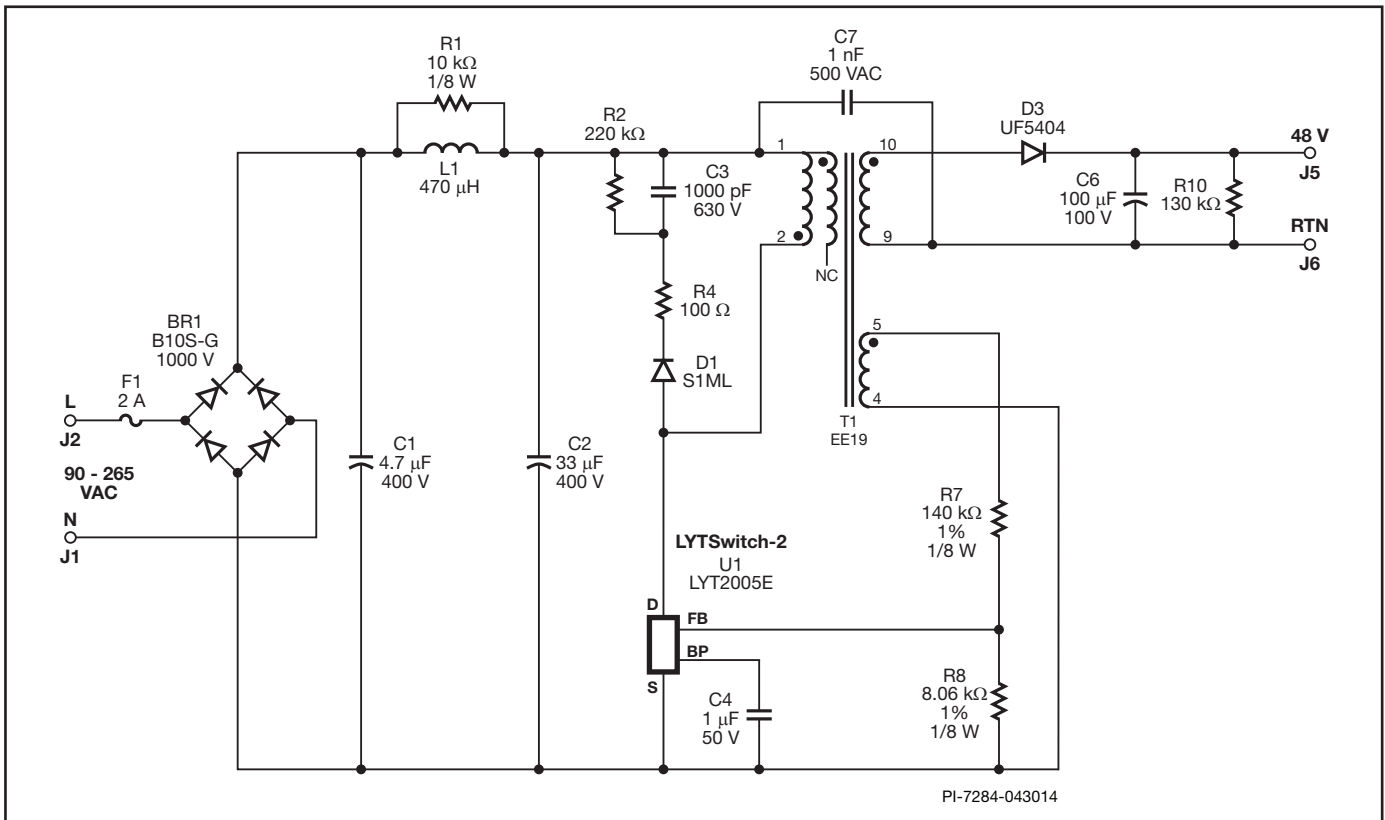 R1
10 kΩ
1/8 W
L1
470 μH
R2
220 kΩ
C3
1000 pF
630 V
C7
1 nF
500 VAC
1
2
NC
10
9
5
4
T1
EE19
D3
UF5404
C6
100 μF
100 V
R10
130 kΩ
48 V
J5
RTN
J6
R4
100 Ω
D1
S1ML
BR1
B10S-G
1000 V
F1
2 A
L
J2
90 - 265
VAC
N
J1
C1
4.7 μF
400 V
C2
33 μF
400 V
LYTSwitch-2
U1
LYT2005E
D
FB
BP
S
C4
1 μF
50 V
R7
140 kΩ
1%
1/8 W
R8
8.06 kΩ
1%
1/8 W
PI-7284-043014